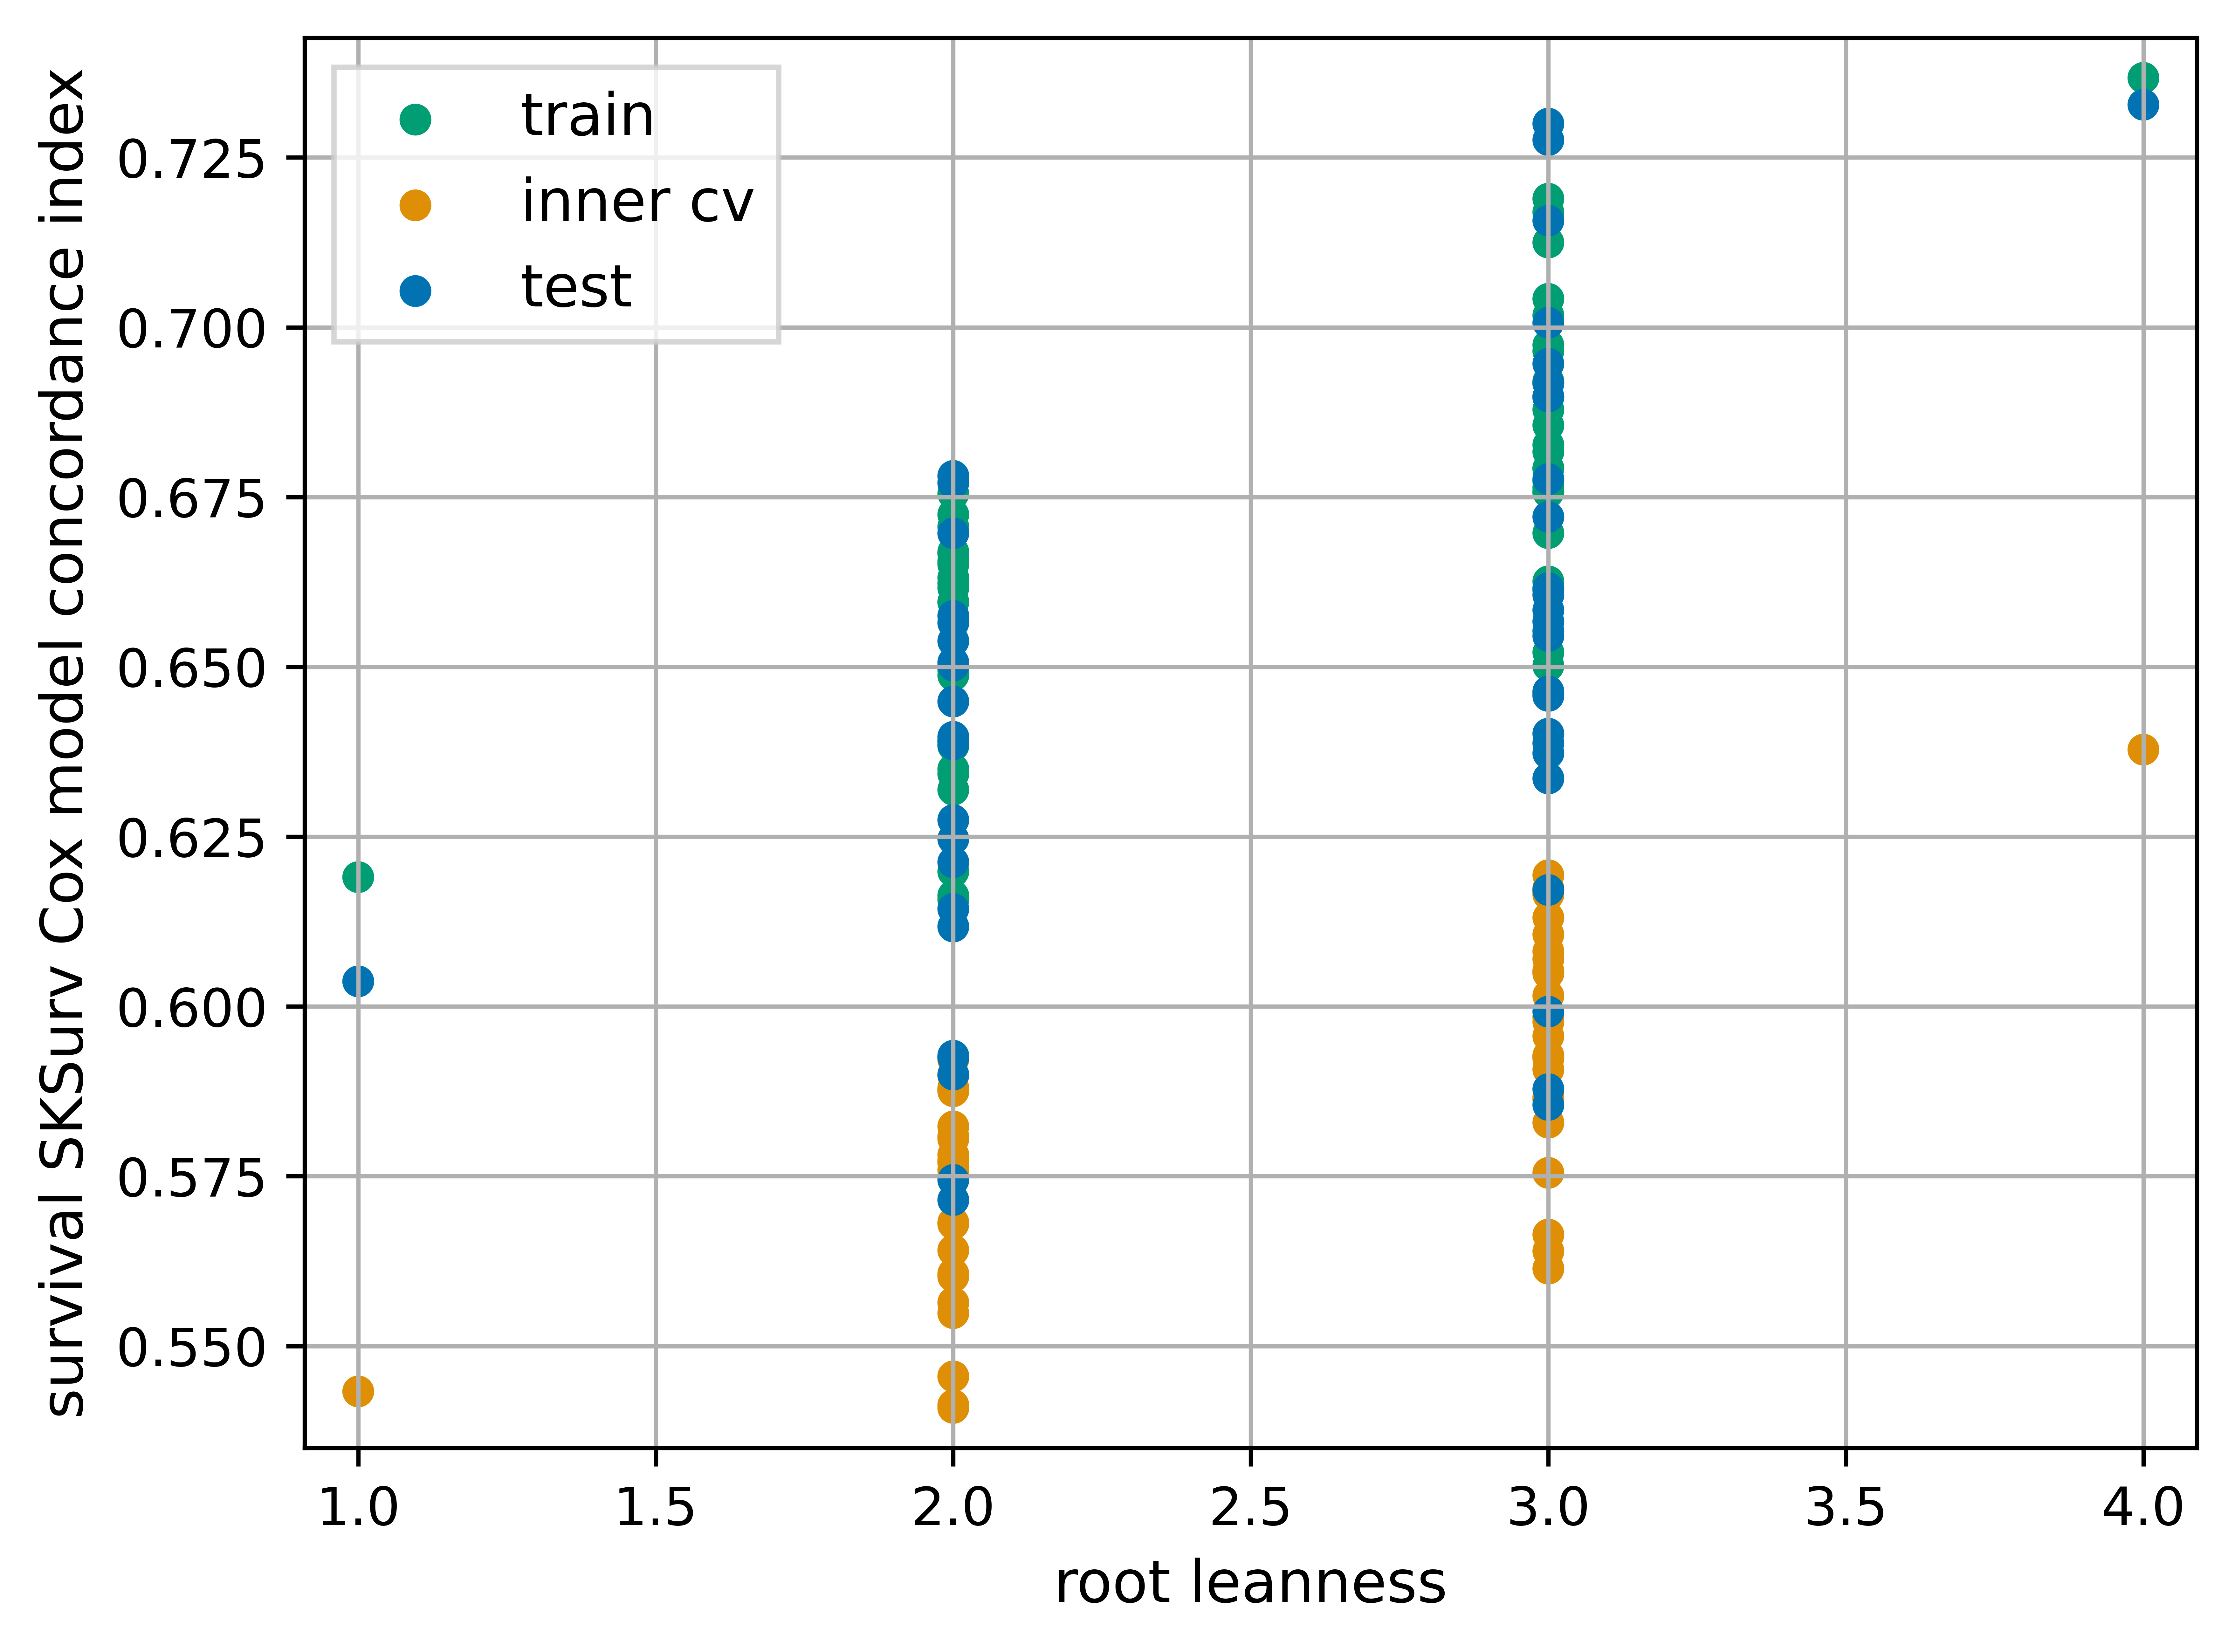 survival SKSurv Cox model concordance index
train
inner cv
test
0.725
0.700
0.675
0.650
0.625
0.600
0.575
0.550
1.0 1.5 2.0 2.5 3.0 3.5 4.0
root leanness